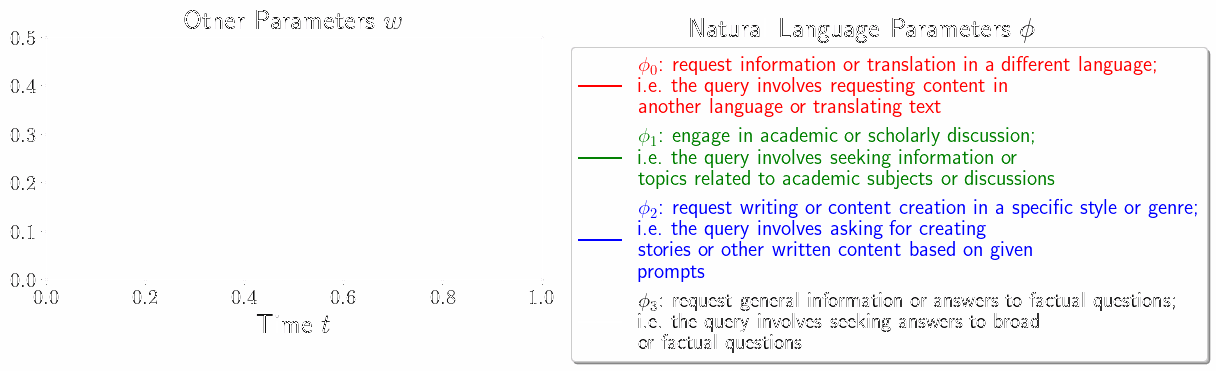 Other Parameters w
0.5
0.4
0.3
0.2
0.1
0.0
0.0 0.2 0.4 0.6 0.8 1.0
Time t
Natura Language Parameters ϕ
ϕ0: request information or translation in a different language;
i.e. the query involves requesting content in
another language or translating text
ϕ1: engage in academic or scholarly discussion;
i.e. the query involves seeking information or
topics related to academic subjects or discussions
ϕ2: request writing or content creation in a specific style or genre;
i.e. the query involves asking for creating
stories or other written content based on given
prompts
ϕ3: request general information or answers to factual questions;
i.e. the query involves seeking answers to broad
or factual questions